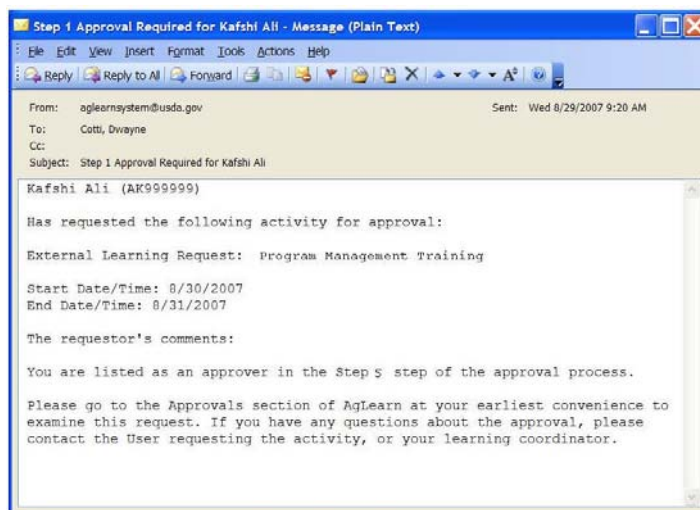 Step 1 Approval Required for Kafshi Ali - Message (Plain Text)
File Edit View Insert Format Tools Actions Help
Reply Reply to All Forward
From: aglearnsystem@usda.gov Sent: Wed 8/29/2007 9:20 AM
To: Cotti, Dwayne
Cc:
Subject: Step 1 Approval Required for Kafshi Ali
Kafshi Ali (AK999999)
Has requested the following activity for approval:
External Learning Request: Program Management Training
Start Date/Time: 8/30/2007
End Date/Time: 8/31/2007
The requestor's comments:
You are listed as an approver in the Step 5 step of the approval process.
Please go to the Approvals section of AgLearn at your earliest convenience to
examine this request. If you have any questions about the approval, please
contact the User requesting the activity, or your learning coordinator.